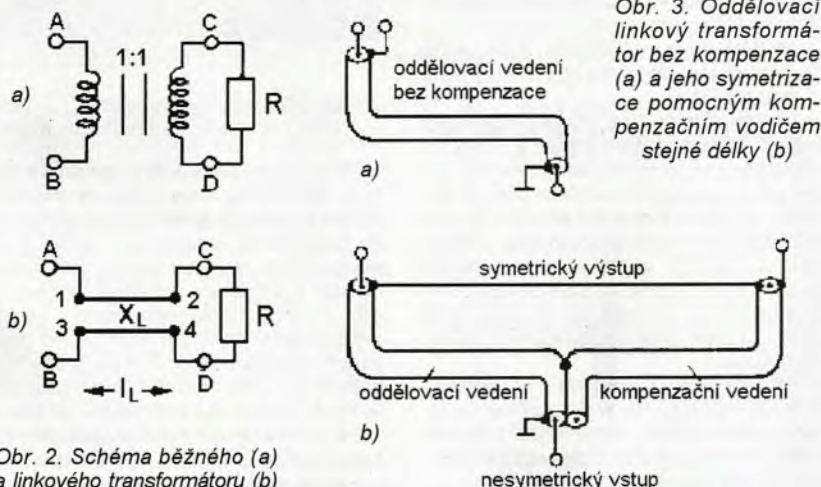 A
C
1:1
a)
R
B
D
A
C
1
2
b)
X_L
R
3
4
B
D
l_L
Obr. 2. Schéma běžného (a)
a linkového transformátoru (b)
oddělovací vedení
bez kompenzace
a)
Obr. 3. Oddělovací
linkový transformá-
tor bez kompenzace
(a) a jeho symetriza-
ce pomocným kom-
penzačním vodičem
stejné délky (b)
symetrický výstup
oddělovací vedení
kompenzační vedení
b)
nesymetrický vstup